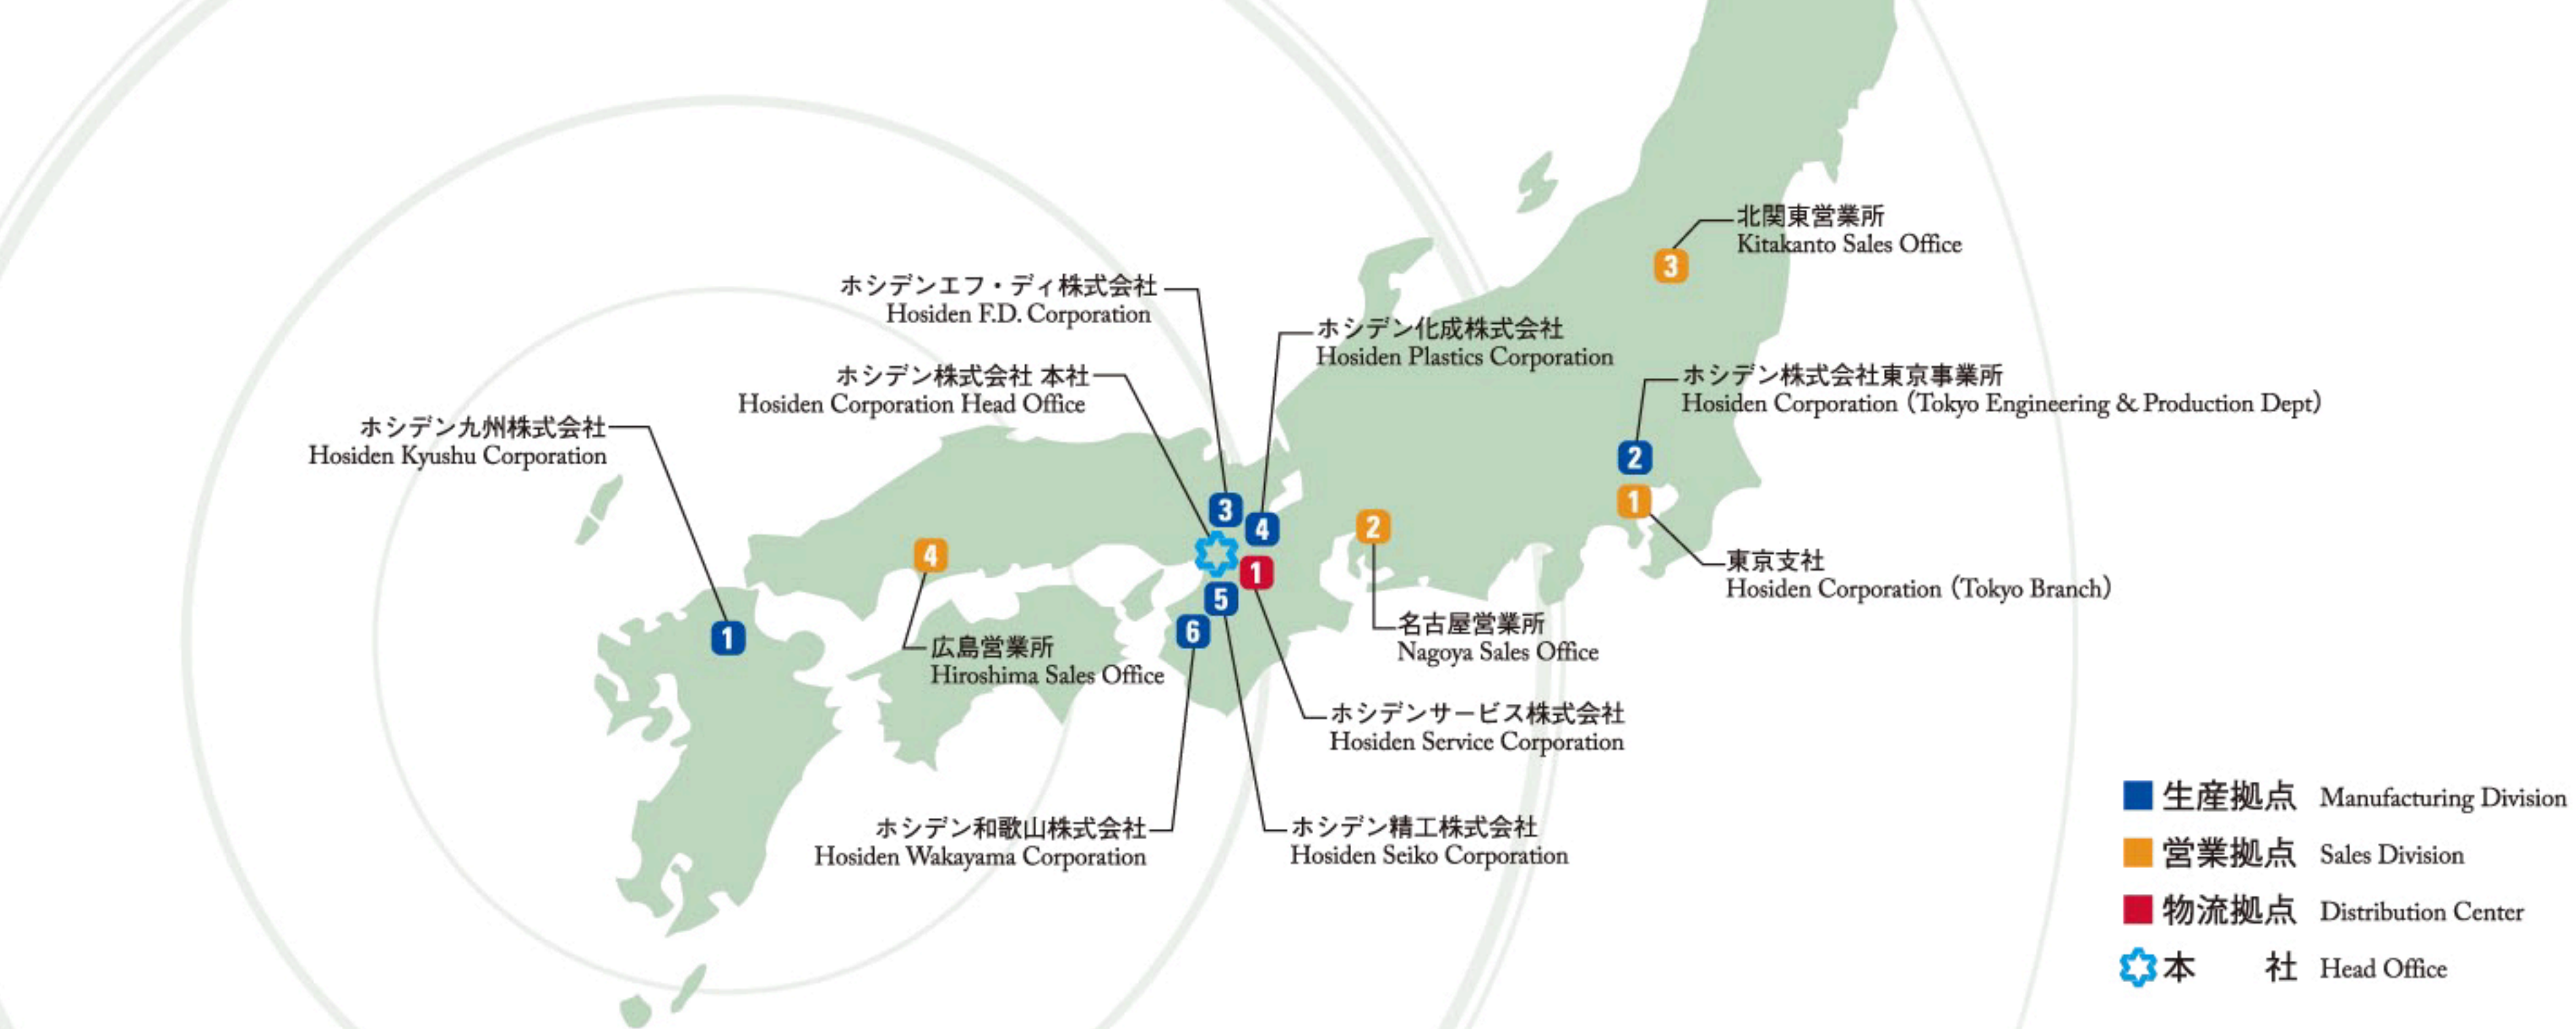 北関東営業所
Kitakanto Sales Office
3
ホシデンエフ・ディ株式会社
Hosiden F.D. Corporation
ホシデン化成株式会社
Hosiden Plastics Corporation
ホシデン株式会社 本社
Hosiden Corporation Head Office
ホシデン株式会社東京事業所
Hosiden Corporation (Tokyo Engineering & Production Dept)
ホシデン九州株式会社
Hosiden Kyushu Corporation
2
1
3
4
2
4
1
5
6
1
東京支社
Hosiden Corporation (Tokyo Branch)
名古屋営業所
Nagoya Sales Office
広島営業所
Hiroshima Sales Office
ホシデンサービス株式会社
Hosiden Service Corporation
ホシデン和歌山株式会社
Hosiden Wakayama Corporation
ホシデン精工株式会社
Hosiden Seiko Corporation
生産拠点 Manufacturing Division
営業拠点 Sales Division
物流拠点 Distribution Center
本 社 Head Office